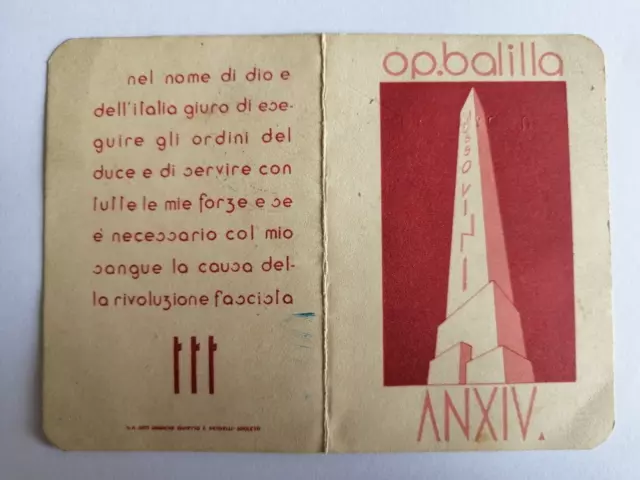 nel nome di dio e
dell'italia giuro di ese-
guire gli ordini del
duce e di servire con
tutte le mie forze e se
è necessario col mio
sangue la causa del-
la rivoluzione fascista
op.balilla
MUSSOLINI
ANXIV.